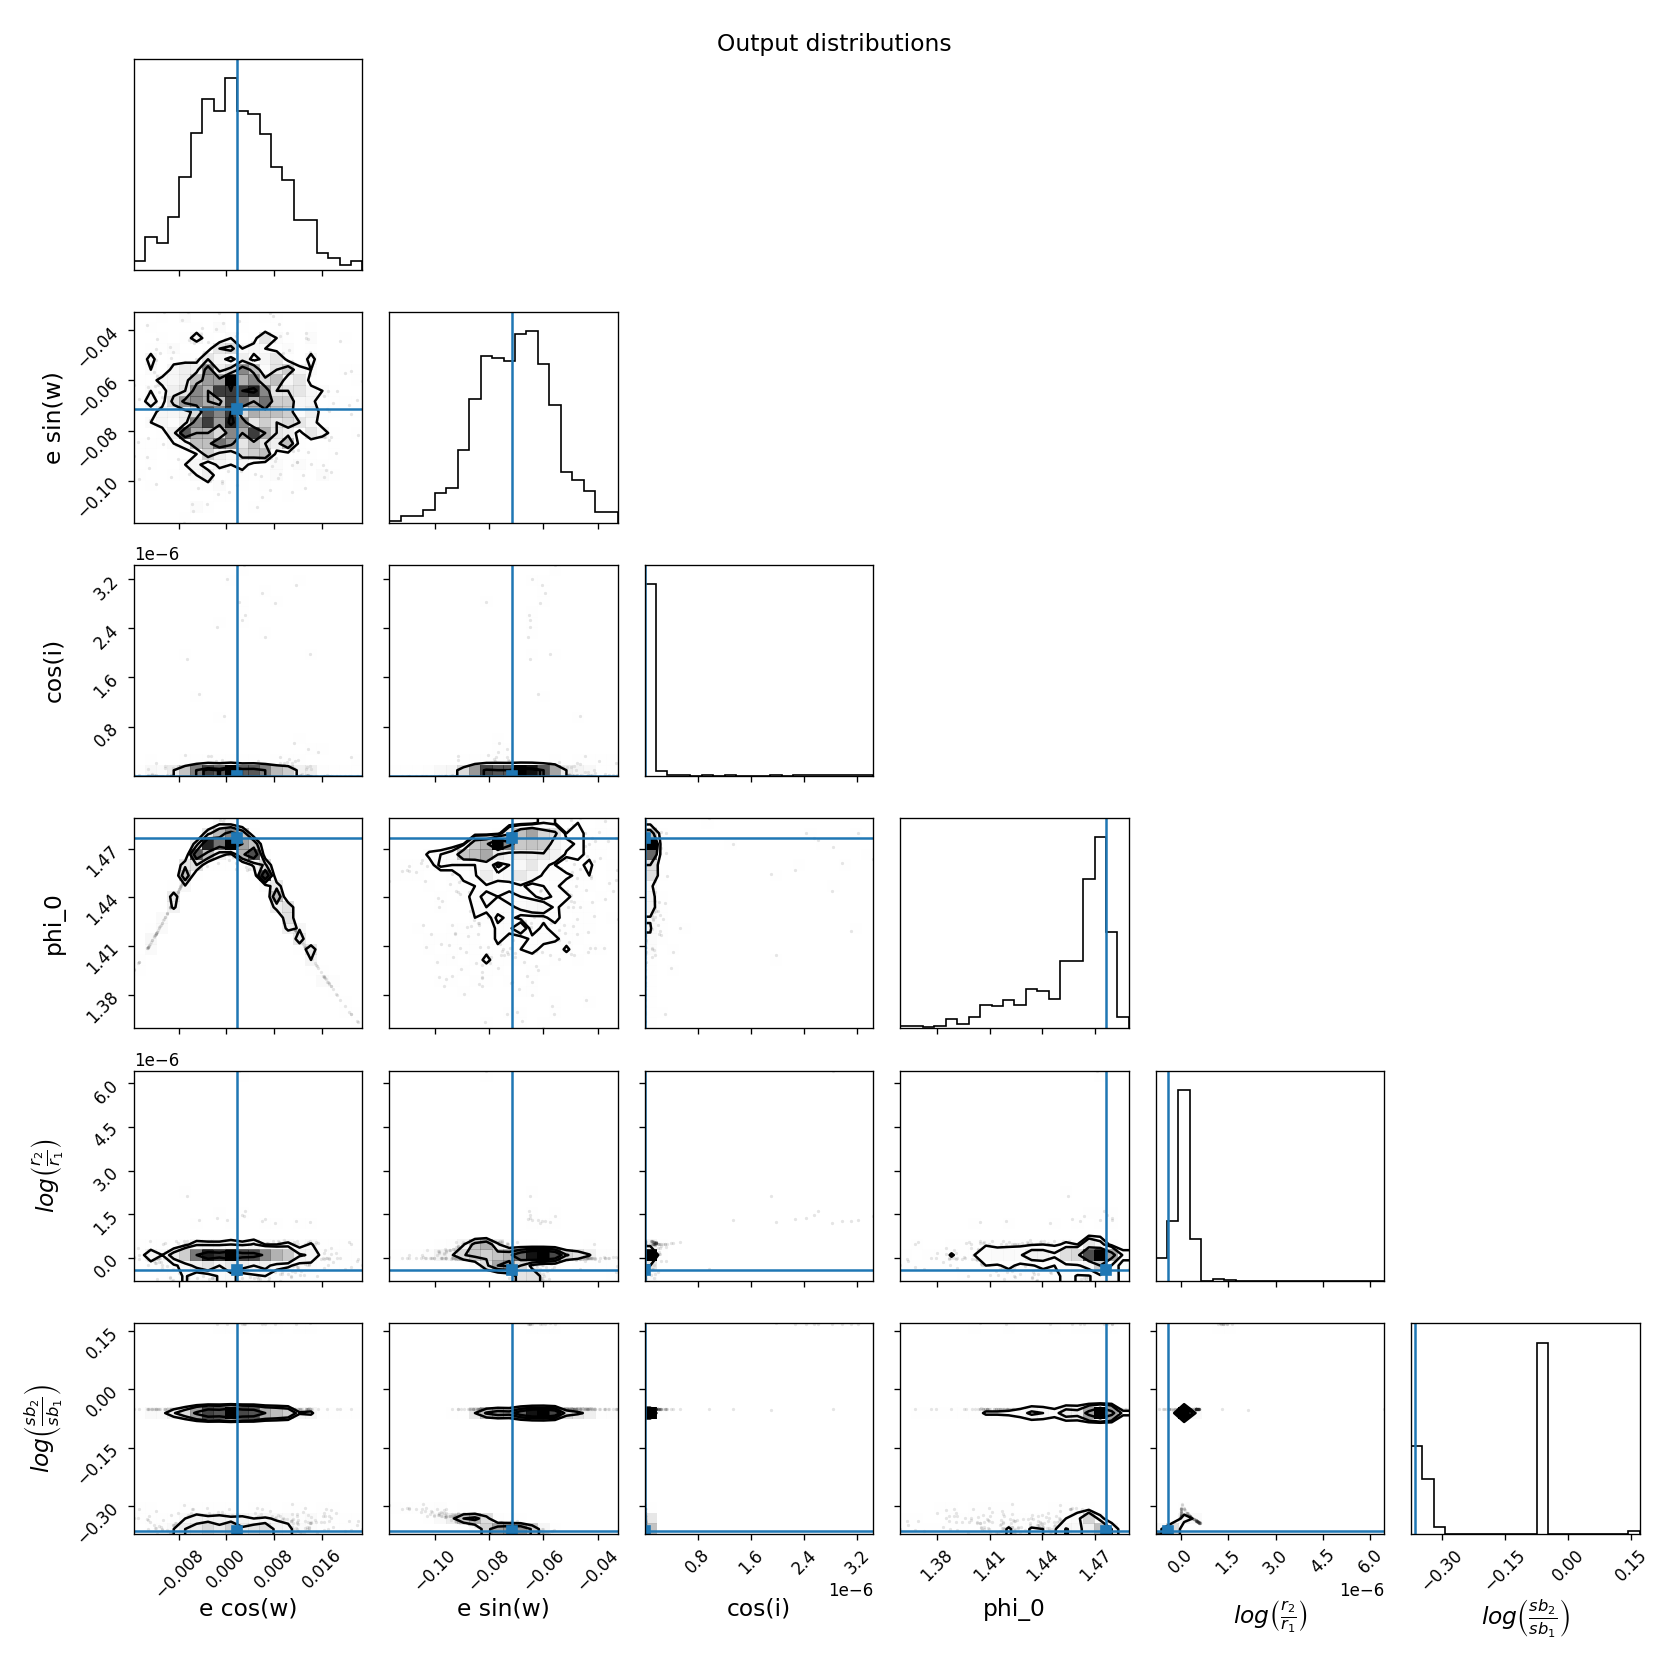 Output distributions
e sin(w)
−0.04
−0.06
−0.08
−0.10
1e−6
cos(i)
3.2
2.4
1.6
0.8
phi_0
1.47
1.44
1.41
1.38
1e−6
log(r2/r1)
6.0
4.5
3.0
1.5
0.0
log(sb2/sb1)
0.15
0.00
−0.15
−0.30
−0.008 0.000 0.008 0.016
e cos(w)
−0.10 −0.08 −0.06 −0.04
e sin(w)
0.8 1.6 2.4 3.2
1e−6
cos(i)
1.38 1.41 1.44 1.47
phi_0
0.0 1.5 3.0 4.5 6.0
1e−6
log(r2/r1)
−0.30 −0.15 0.00 0.15
log(sb2/sb1)